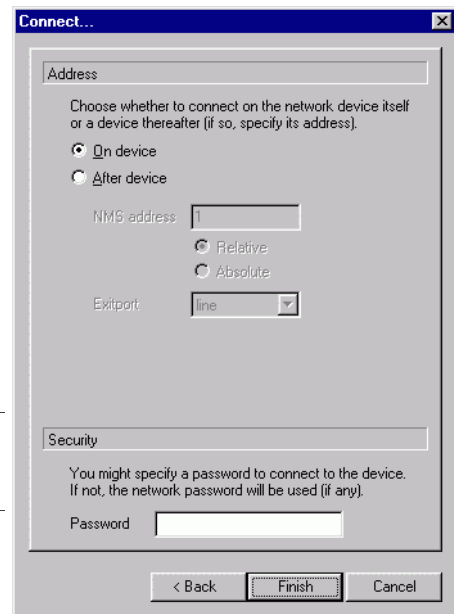 Connect...
Address
Choose whether to connect on the network device itself
or a device thereafter (if so, specify its address).
On device
After device
NMS address 1
Relative
Absolute
Exitport line
Security
You might specify a password to connect to the device.
If not, the network password will be used (if any).
Password
< Back Finish Cancel